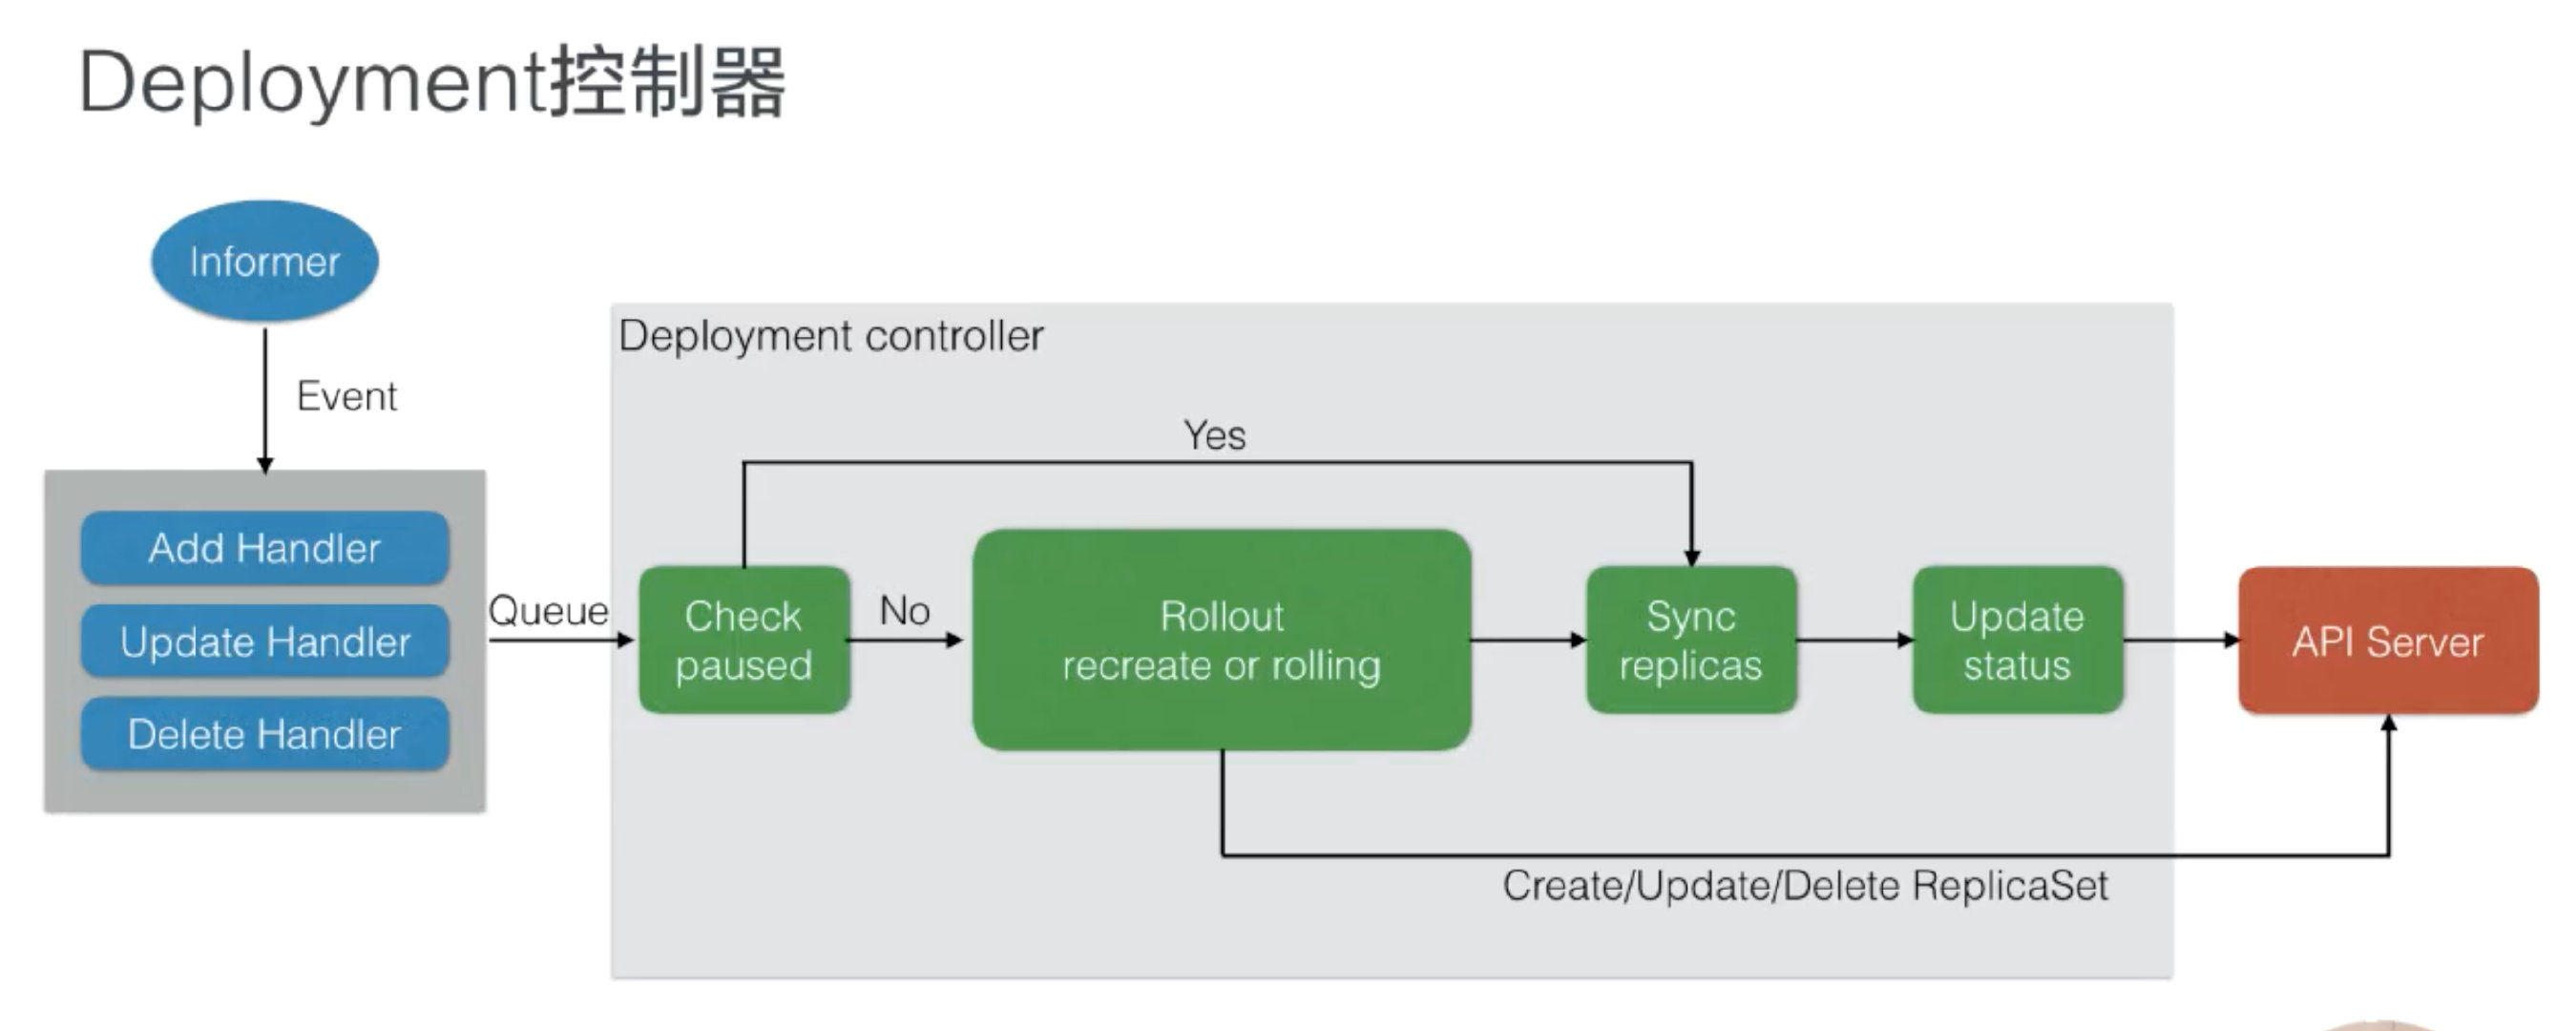 Deployment控制器
Informer
Event
Add Handler
Update Handler
Delete Handler
Queue
Deployment controller
Yes
Check
paused
No
Rollout
recreate or rolling
Sync
replicas
Update
status
API Server
Create/Update/Delete ReplicaSet